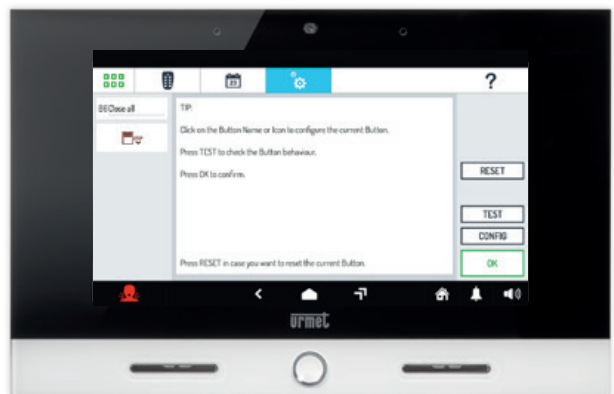 23
?
B6Close all
TIP:
Click on the Button Name or Icon to configure the current Button.
Press TEST to check the Button behaviour.
Press OK to confirm.
Press RESET in case you want to reset the current Button.
RESET
TEST
CONFIG
OK
urmet